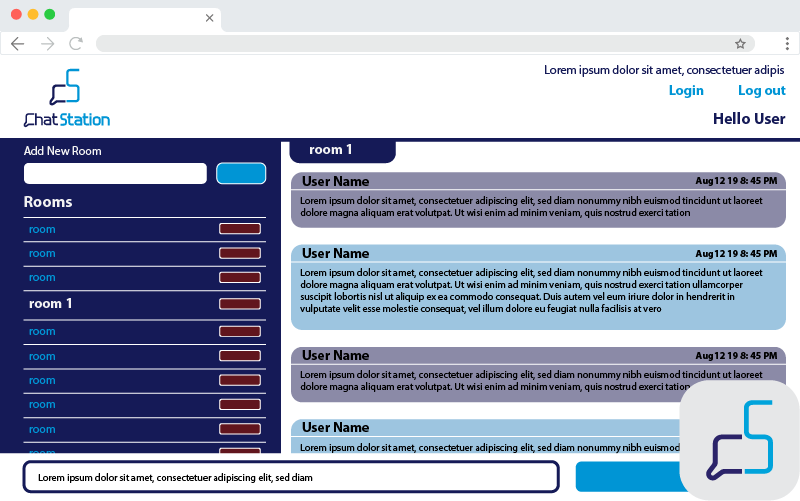 Lorem ipsum dolor sit amet, consectetuer adipis
Login Log out
ChatStation
Hello User
Add New Room
Rooms
room
room
room
room 1
room
room
room
room
room
room
room 1
User Name Aug 12 19 8: 45 PM
Lorem ipsum dolor sit amet, consectetuer adipiscing elit, sed diam nonummy nibh euismod tincidunt ut laoreet
dolore magna aliquam erat volutpat. Ut wisi enim ad minim veniam, quis nostrud exerci tation
User Name Aug 12 19 8: 45 PM
Lorem ipsum dolor sit amet, consectetuer adipiscing elit, sed diam nonummy nibh euismod tincidunt ut laoreet
dolore magna aliquam erat volutpat. Ut wisi enim ad minim veniam, quis nostrud exerci tation ullamcorper
suscipit lobortis nisl ut aliquip ex ea commodo consequat. Duis autem vel eum iriure dolor in hendrerit in
vulputate velit esse molestie consequat, vel illum dolore eu feugiat nulla facilisis at vero
User Name Aug 12 19 8: 45 PM
Lorem ipsum dolor sit amet, consectetuer adipiscing elit, sed diam nonummy nibh euismod tincidunt ut laoreet
dolore magna aliquam erat volutpat. Ut wisi enim ad minim veniam, quis nostrud exerci tation
User Name
Lorem ipsum dolor sit amet, consectetuer adipiscing elit, sed diam nonummy nibh euismod
Lorem ipsum dolor sit amet, consectetuer adipiscing elit, sed diam